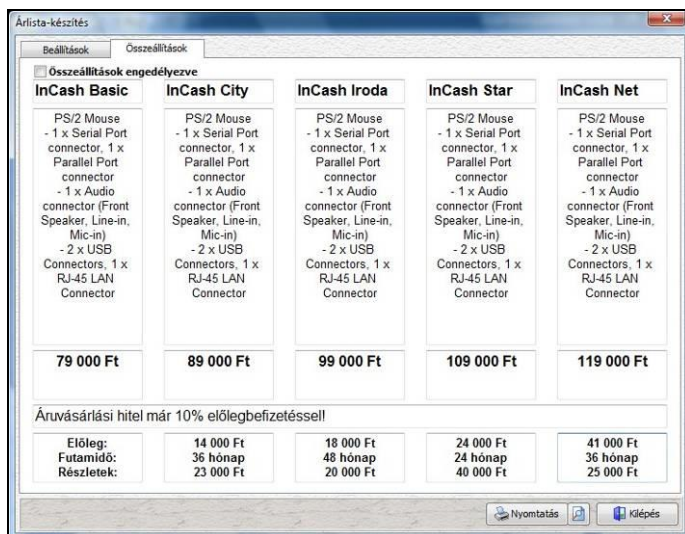 Árlista-készítés
Beállítások
Összeállítások
Összeállítások engedélyezve
InCash Basic
InCash City
InCash Iroda
InCash Star
InCash Net
PS/2 Mouse
- 1 x Serial Port
connector, 1 x
Parallel Port
connector
- 1 x Audio
connector (Front
Speaker, Line-in,
Mic-in)
- 2 x USB
Connectors, 1 x
RJ-45 LAN
Connector
PS/2 Mouse
- 1 x Serial Port
connector, 1 x
Parallel Port
connector
- 1 x Audio
connector (Front
Speaker, Line-in,
Mic-in)
- 2 x USB
Connectors, 1 x
RJ-45 LAN
Connector
PS/2 Mouse
- 1 x Serial Port
connector, 1 x
Parallel Port
connector
- 1 x Audio
connector (Front
Speaker, Line-in,
Mic-in)
- 2 x USB
Connectors, 1 x
RJ-45 LAN
Connector
PS/2 Mouse
- 1 x Serial Port
connector, 1 x
Parallel Port
connector
- 1 x Audio
connector (Front
Speaker, Line-in,
Mic-in)
- 2 x USB
Connectors, 1 x
RJ-45 LAN
Connector
PS/2 Mouse
- 1 x Serial Port
connector, 1 x
Parallel Port
connector
- 1 x Audio
connector (Front
Speaker, Line-in,
Mic-in)
- 2 x USB
Connectors, 1 x
RJ-45 LAN
Connector
79 000 Ft
89 000 Ft
99 000 Ft
109 000 Ft
119 000 Ft
Áruvásárlási hitel már 10% előlegbefizetéssel!
Előleg: 14 000 Ft 18 000 Ft 24 000 Ft 41 000 Ft
Futamidő: 36 hónap 48 hónap 24 hónap 36 hónap
Részletek: 23 000 Ft 20 000 Ft 40 000 Ft 25 000 Ft
Nyomtatás
Kilépés